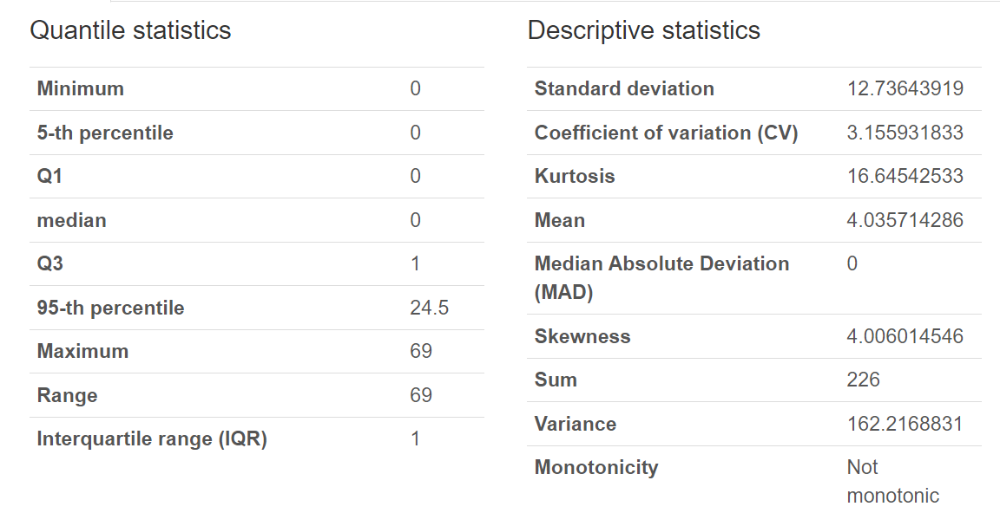 Quantile statistics
Minimum 0
5-th percentile 0
Q1 0
median 0
Q3 1
95-th percentile 24.5
Maximum 69
Range 69
Interquartile range (IQR) 1
Descriptive statistics
Standard deviation 12.73643919
Coefficient of variation (CV) 3.155931833
Kurtosis 16.64542533
Mean 4.035714286
Median Absolute Deviation 0
(MAD)
Skewness 4.006014546
Sum 226
Variance 162.2168831
Monotonicity Not
monotonic